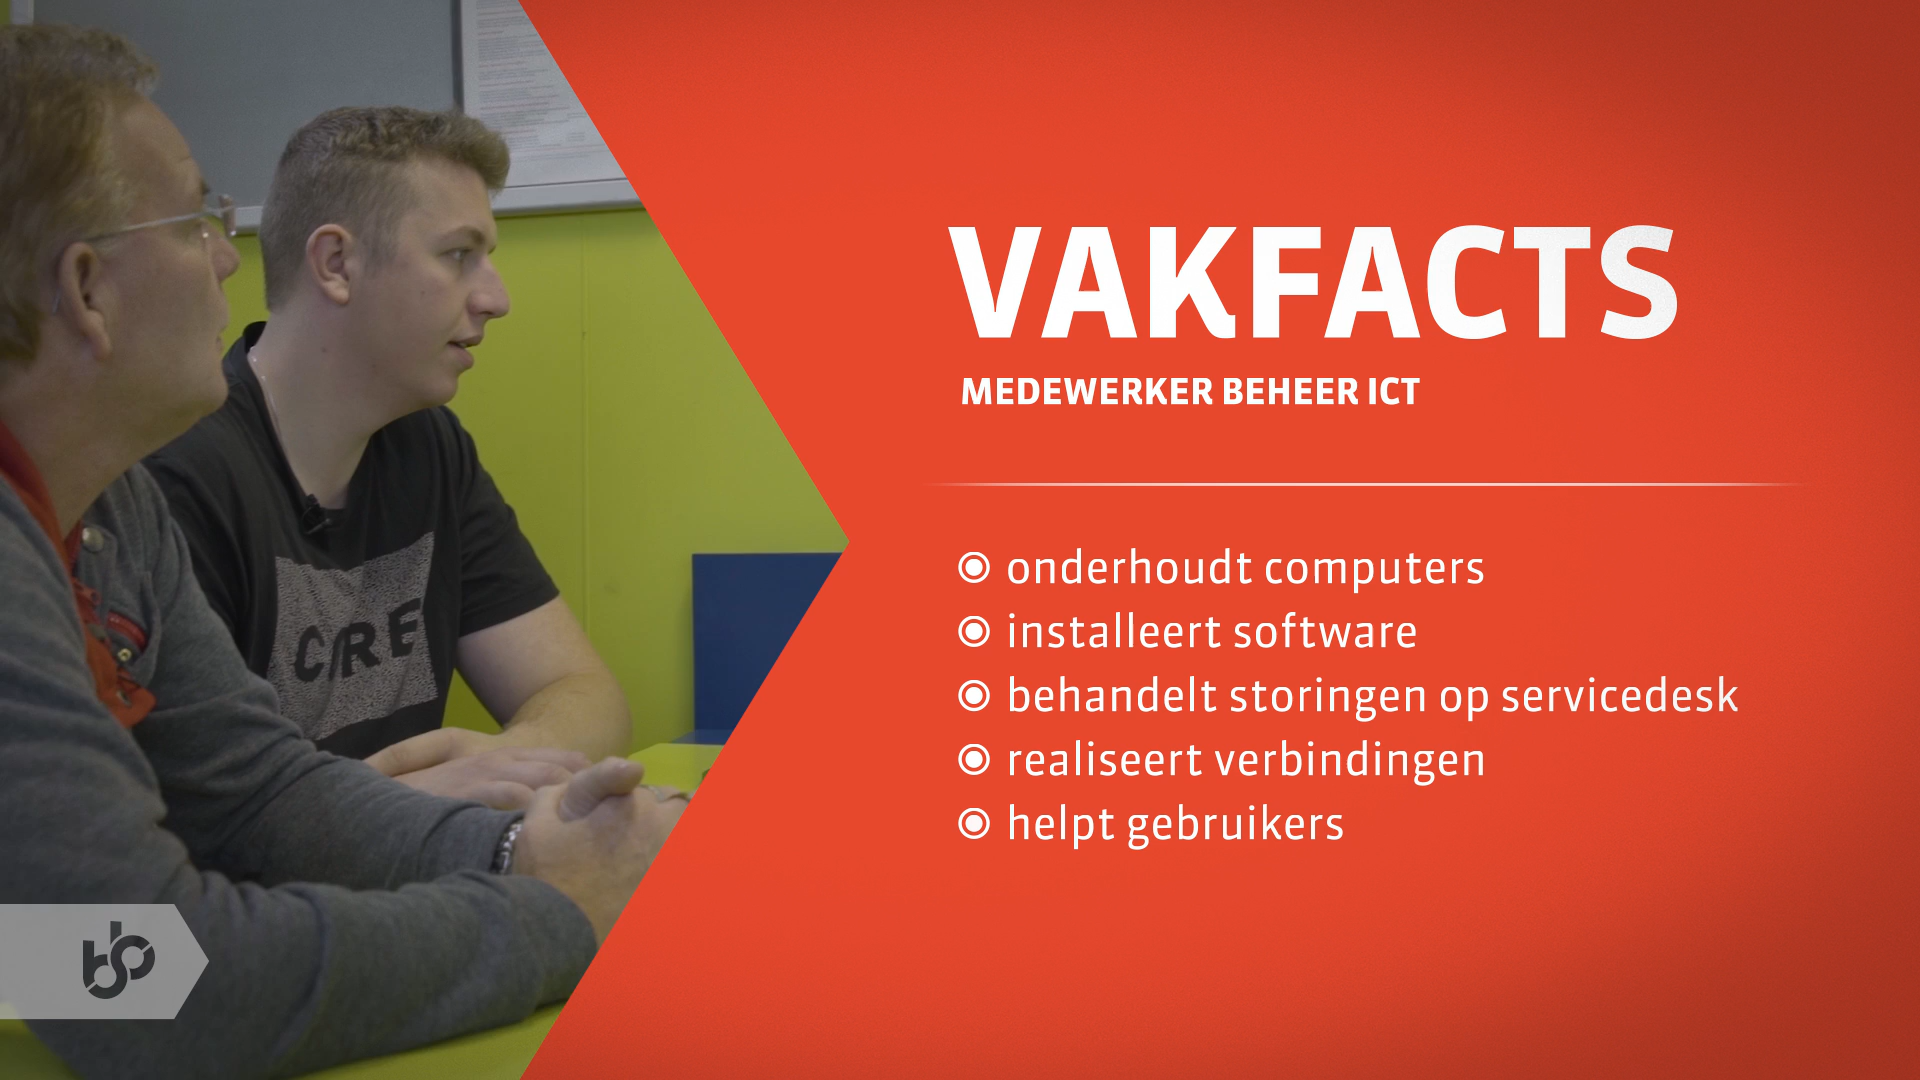 VAKFACTS
MEDEWERKER BEHEER ICT
onderhoudt computers
installeert software
behandelt storingen op servicedesk
realiseert verbindingen
helpt gebruikers